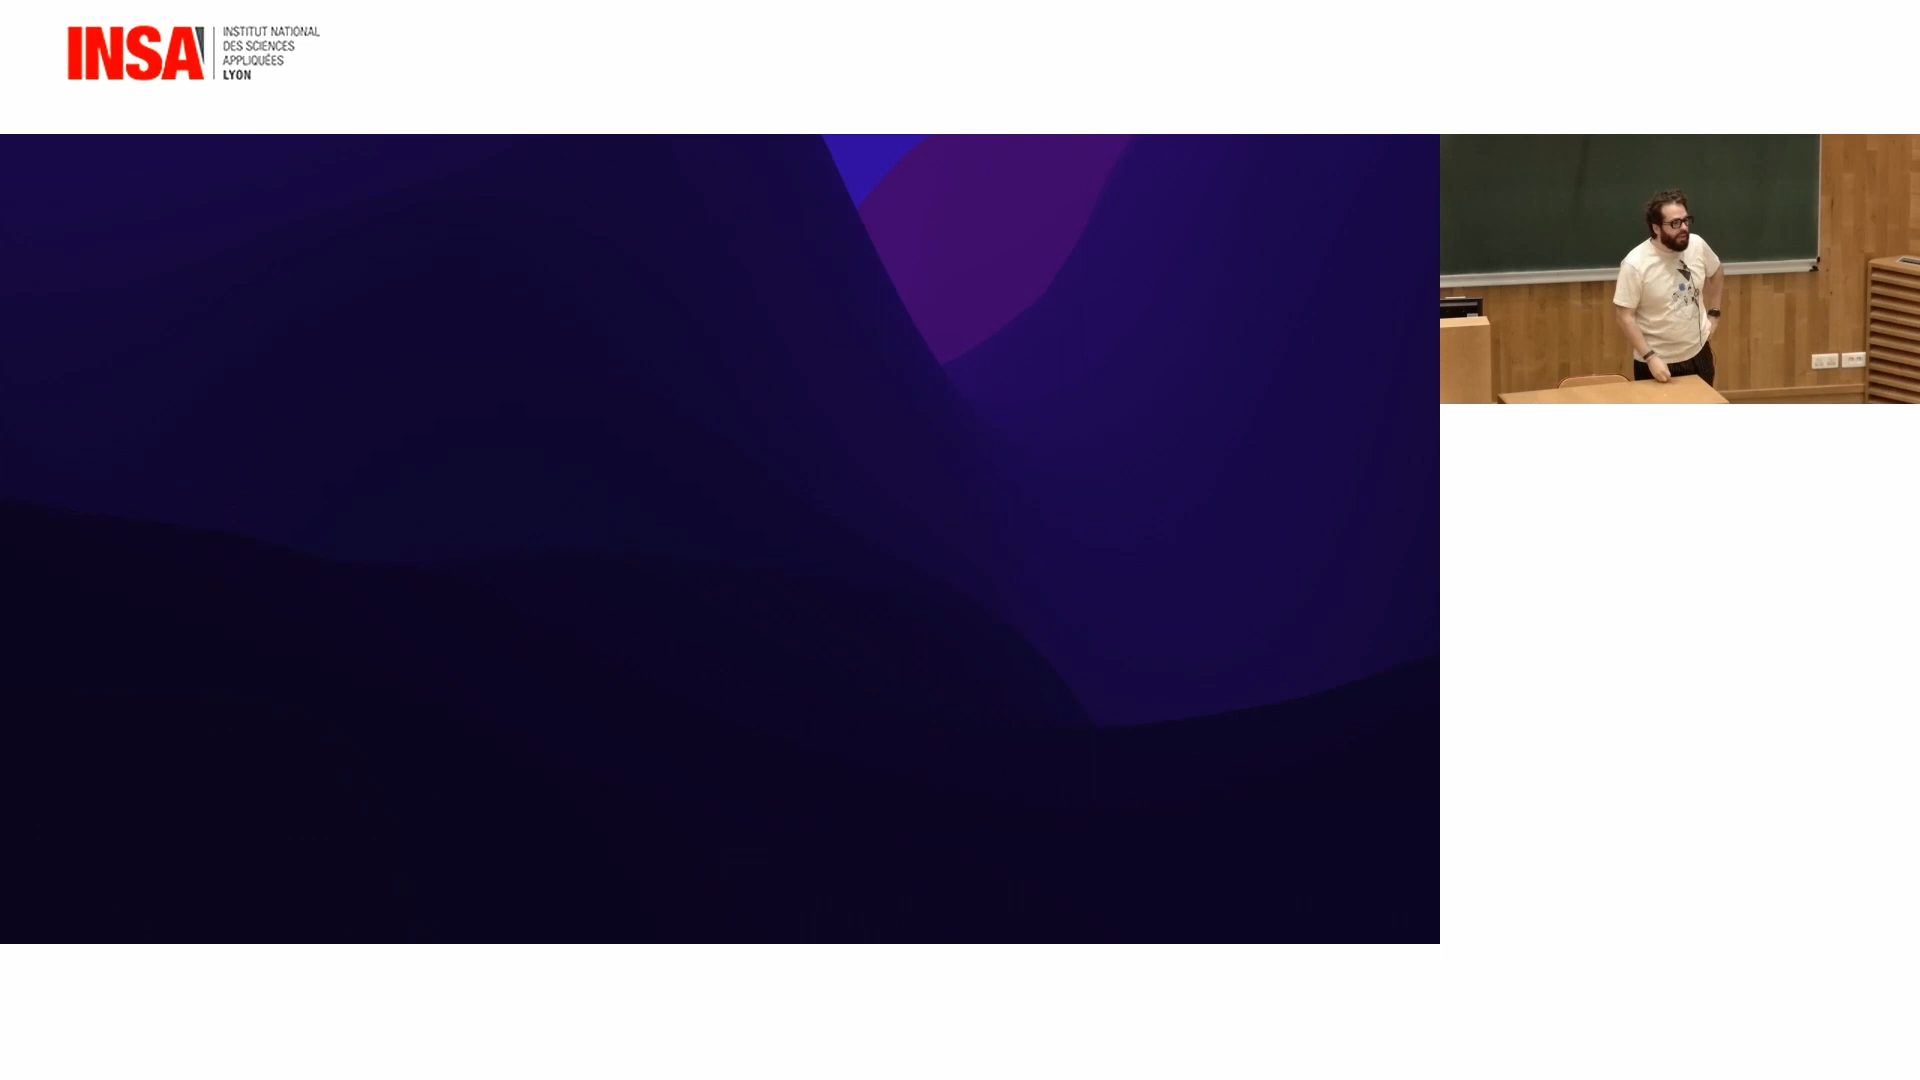 INSA
INSTITUT NATIONAL
DES SCIENCES
APPLIQUÉES
LYON